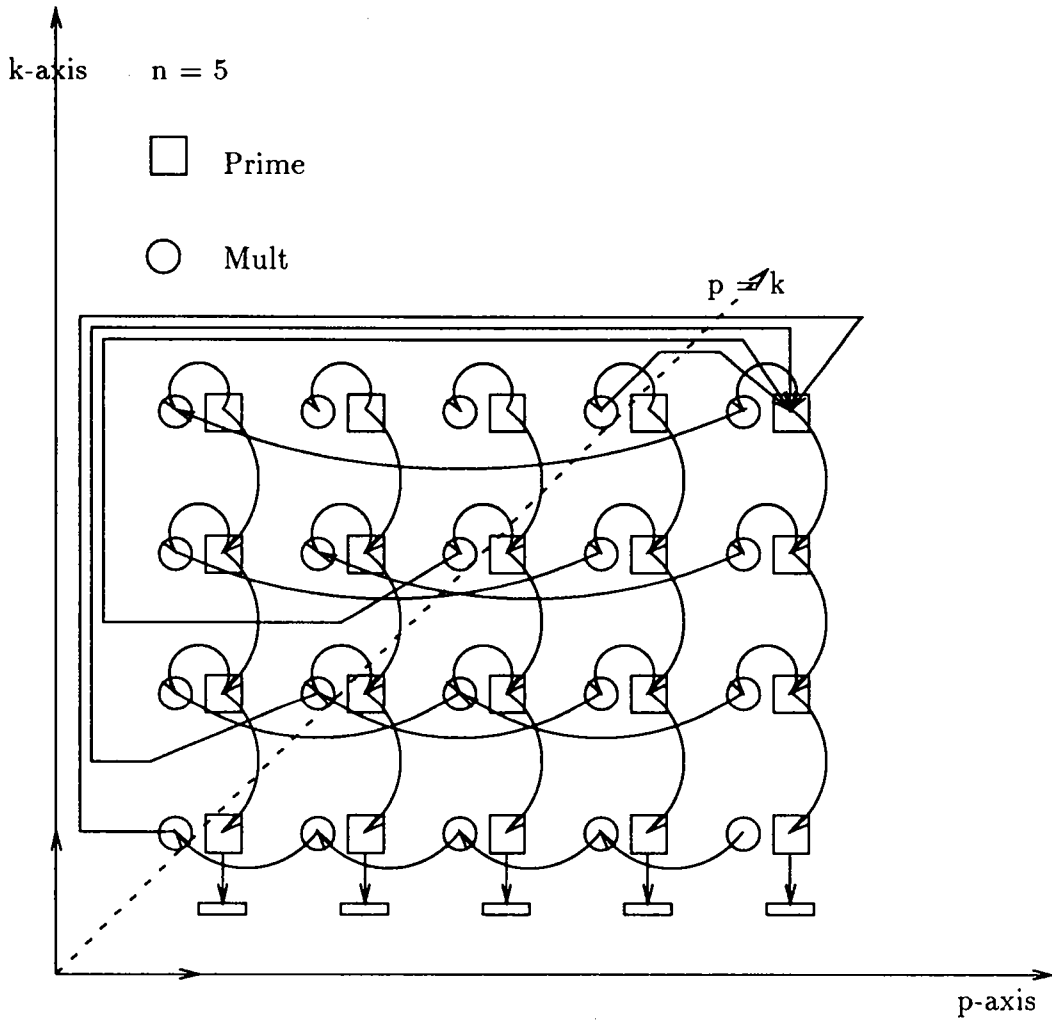 k-axis
n = 5
Prime
Mult
p = k
p-axis